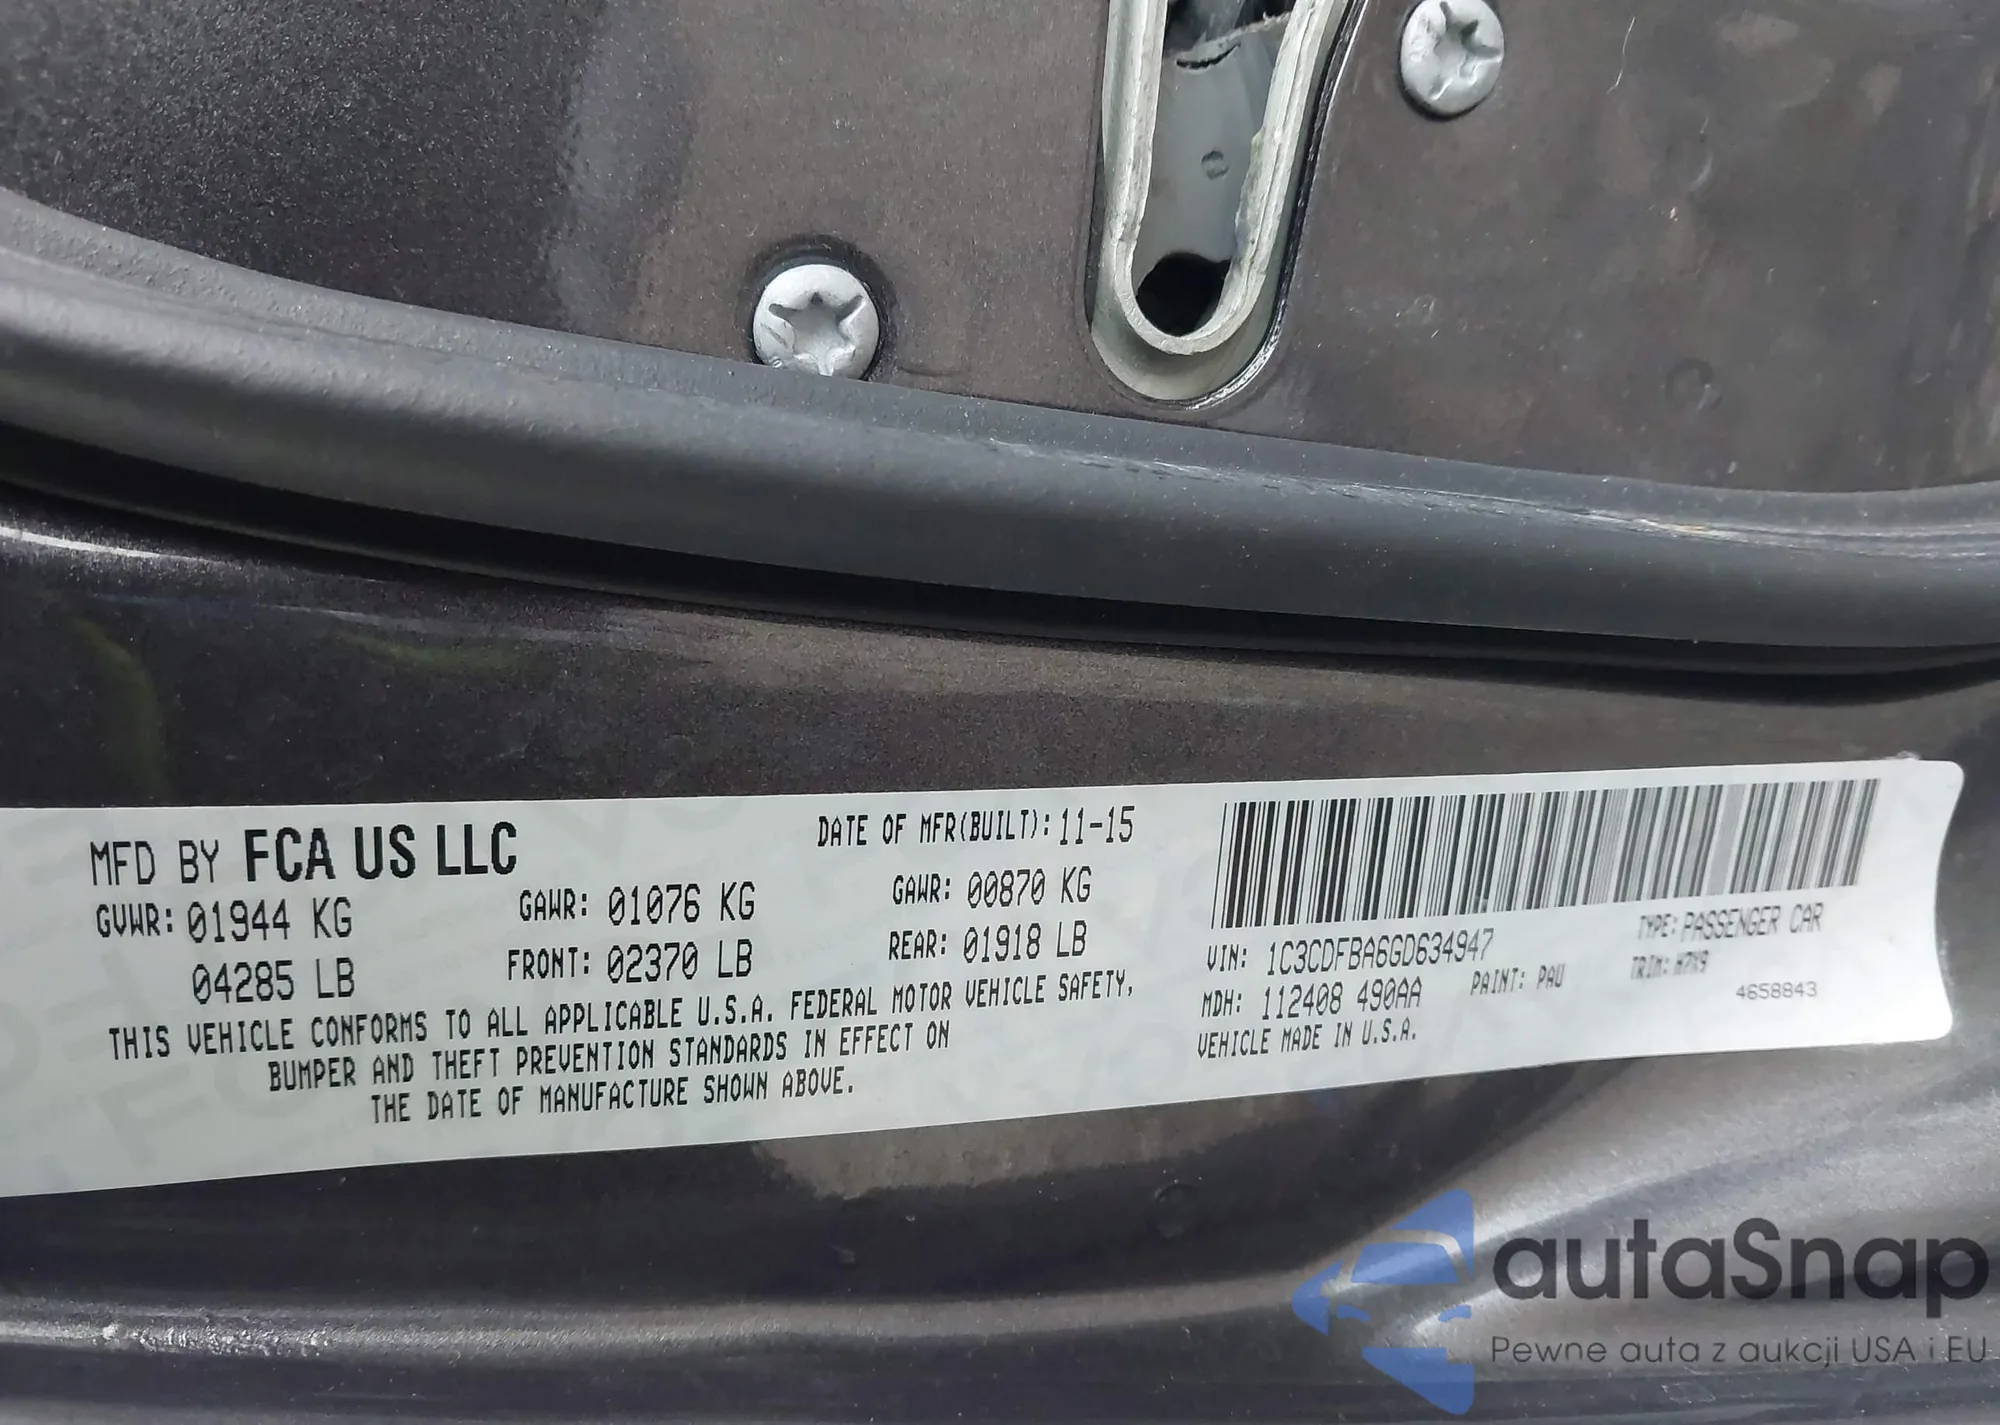 MFD BY FCA US LLC
DATE OF MFR(BUILT): 11-15
GVWR: 01944 KG
GAWR: 01076 KG
GAWR: 00870 KG
04285 LB
FRONT: 02370 LB
REAR: 01918 LB
THIS VEHICLE CONFORMS TO ALL APPLICABLE U.S.A. FEDERAL MOTOR VEHICLE SAFETY,
BUMPER AND THEFT PREVENTION STANDARDS IN EFFECT ON
THE DATE OF MANUFACTURE SHOWN ABOVE.
VIN: 1C3CDFBA6GD634947
TYPE: PASSENGER CAR
MDH: 112408 490AA
PAINT: PAU
TRIM: H7X9
VEHICLE MADE IN U.S.A.
4658843
autaSnap
Pewne auta z aukcji USA i EU